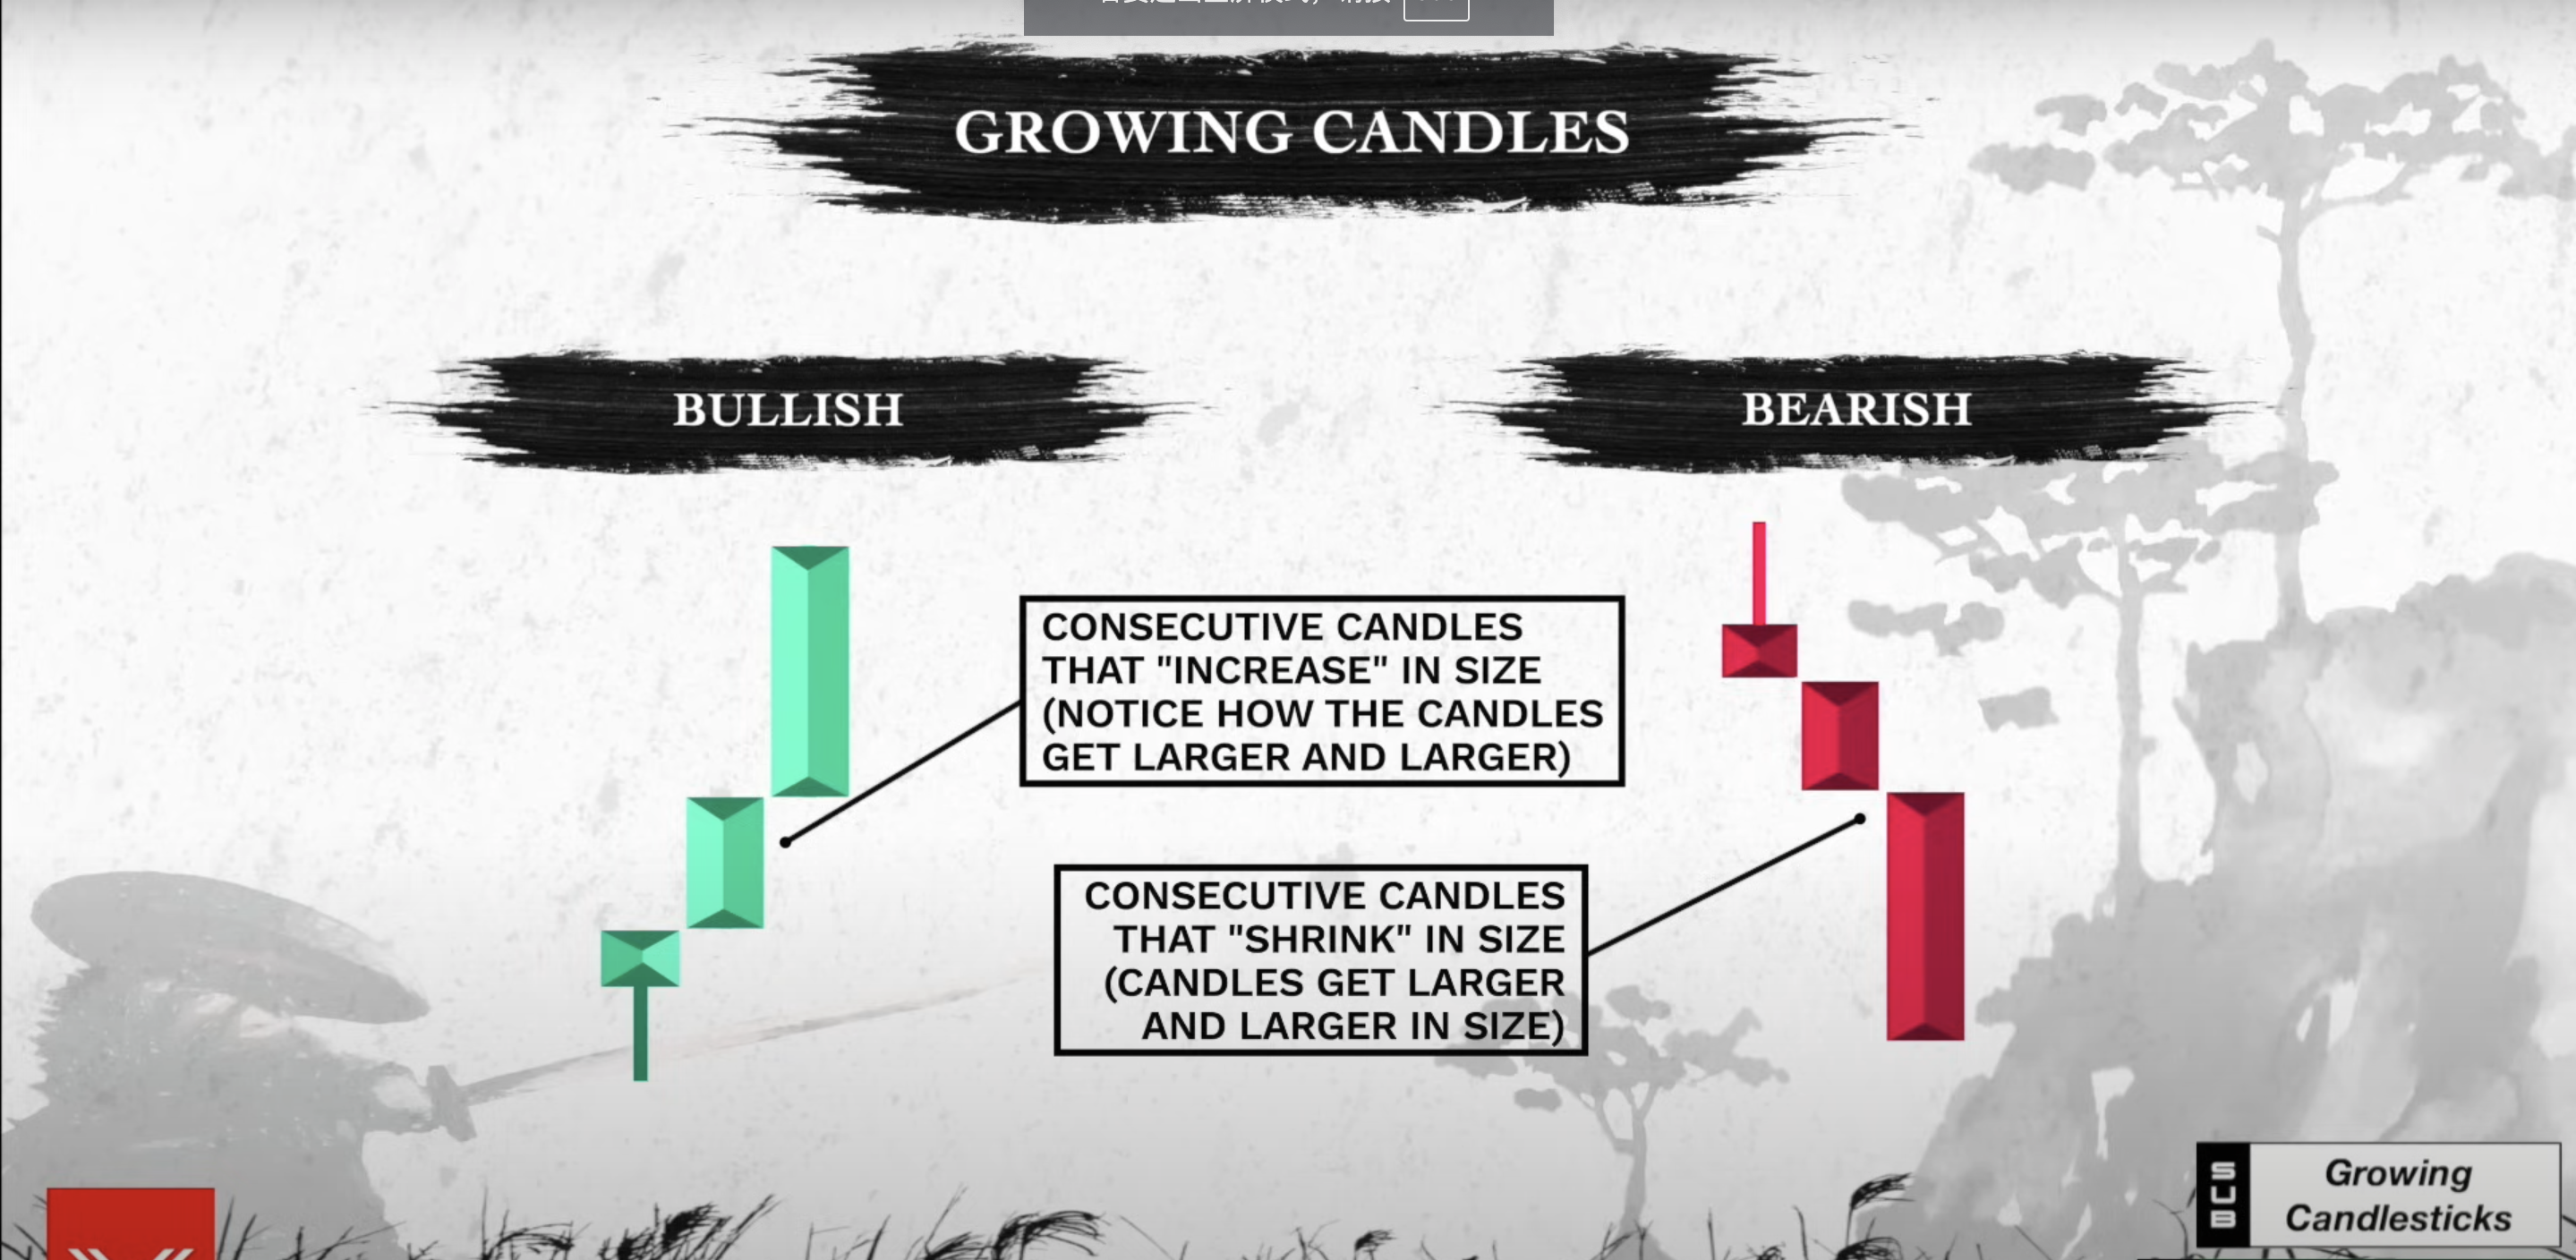 GROWING CANDLES
BULLISH
BEARISH
CONSECUTIVE CANDLES
THAT "INCREASE" IN SIZE
(NOTICE HOW THE CANDLES
GET LARGER AND LARGER)
CONSECUTIVE CANDLES
THAT "SHRINK" IN SIZE
(CANDLES GET LARGER
AND LARGER IN SIZE)
SUB
Growing
Candlesticks